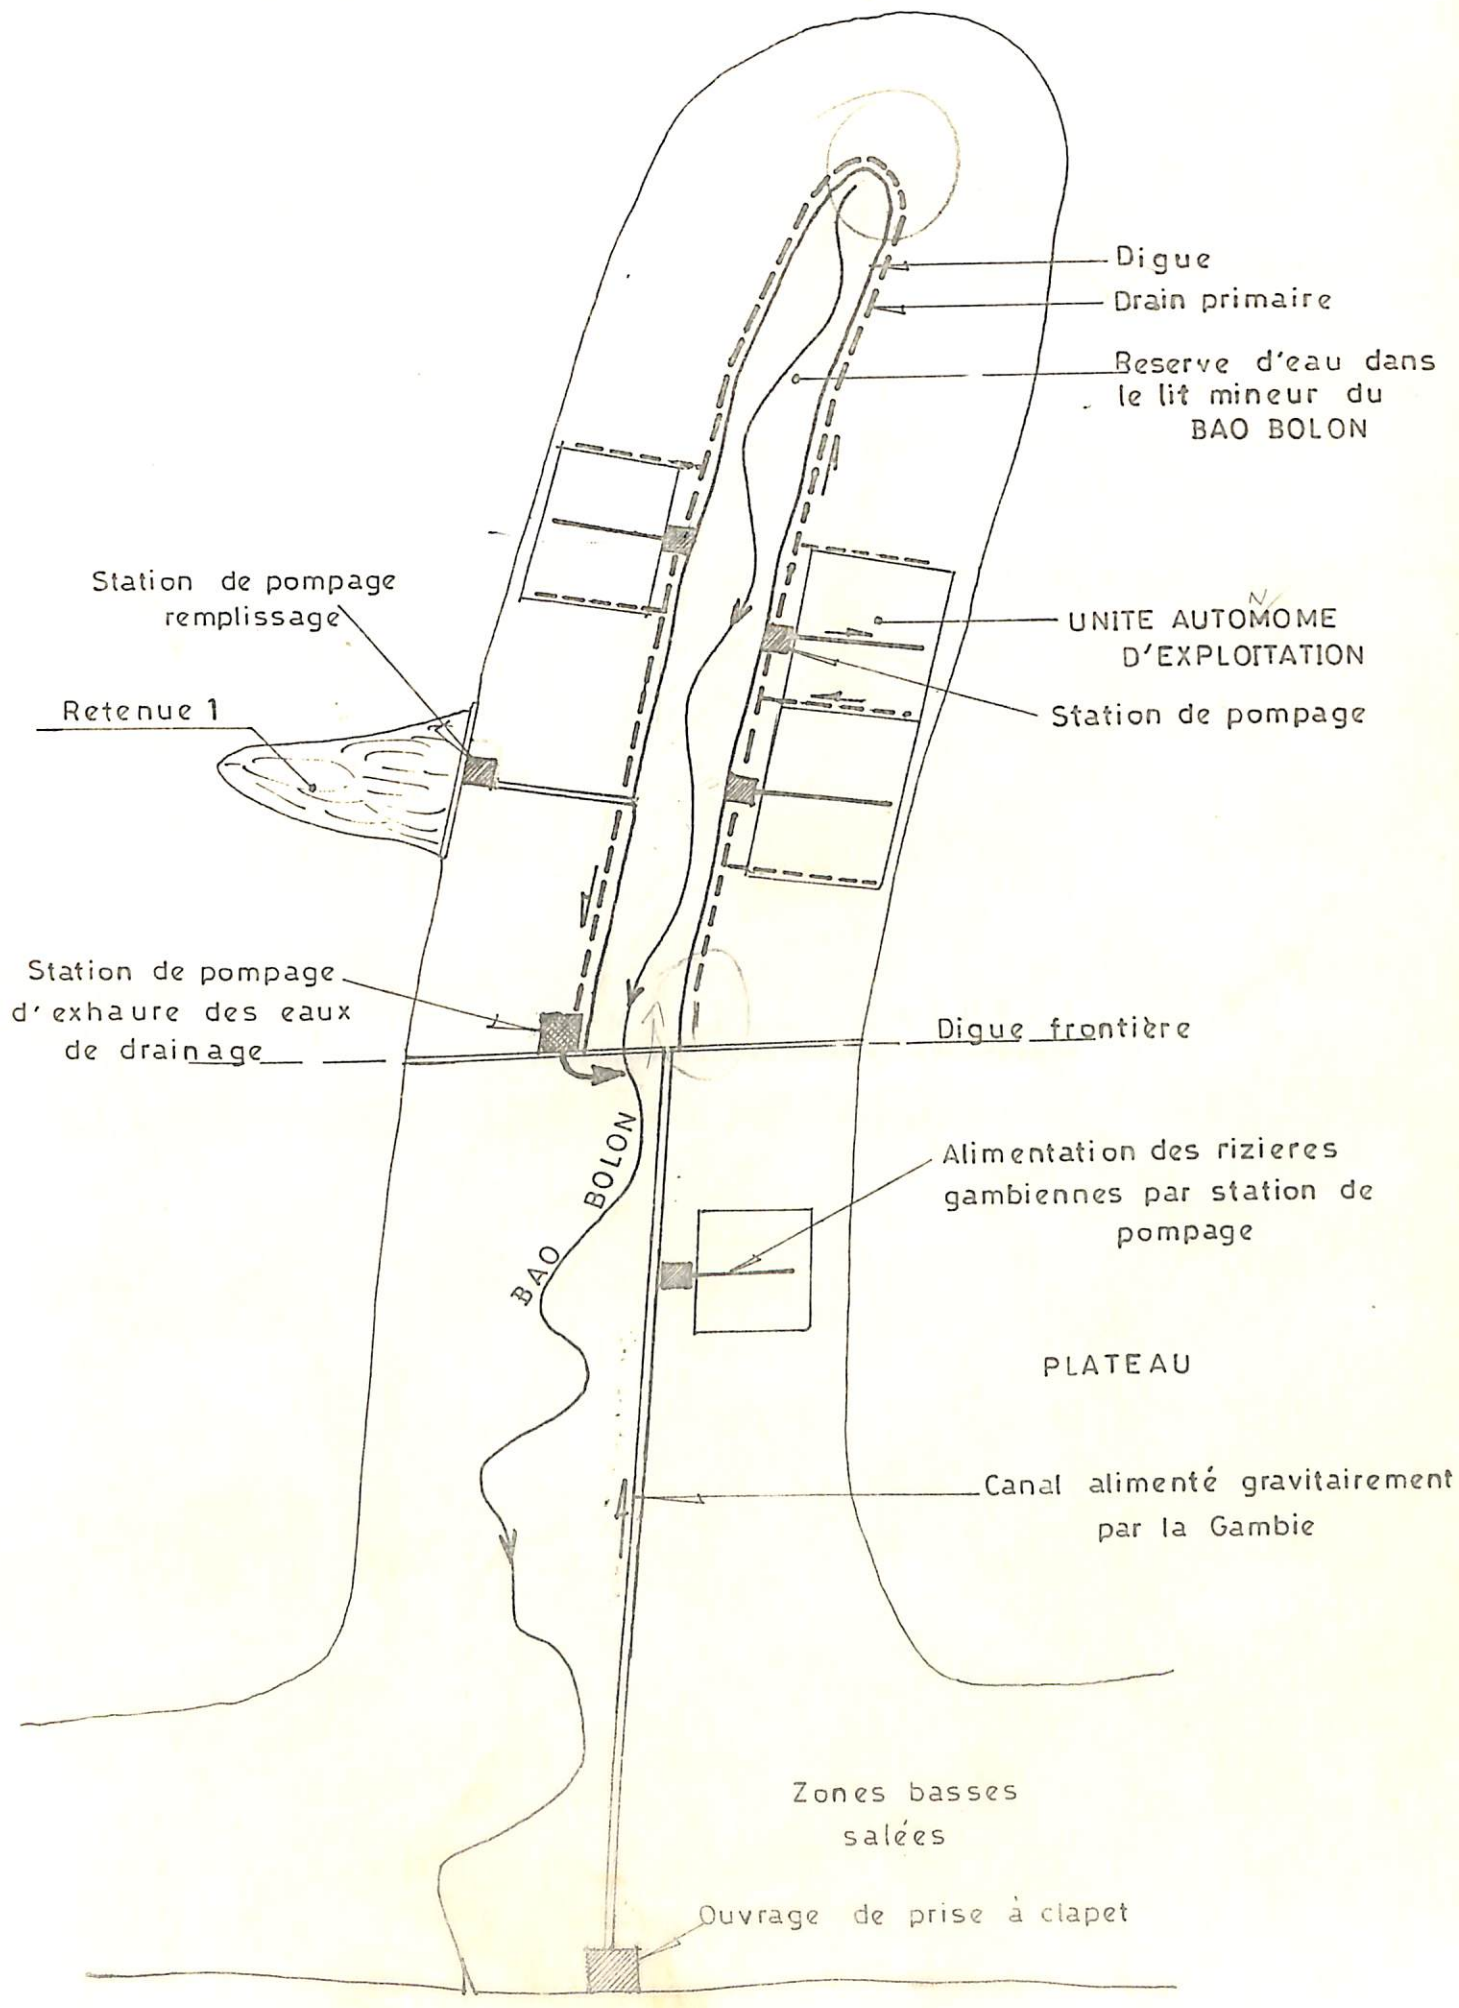 Digue
Drain primaire
Reserve d'eau dans
le lit mineur du
BAO BOLON
Station de pompage
remplissage
UNITE AUTOMOME
N
D'EXPLOITATION
Retenue 1
Station de pompage
Station de pompage
d'exhaure des eaux
de drainage
Digue frontière
BAO BOLON
Alimentation des rizieres
gambiennes par station de
pompage
PLATEAU
Canal alimenté gravitairement
par la Gambie
Zones basses
salées
Ouvrage de prise à clapet